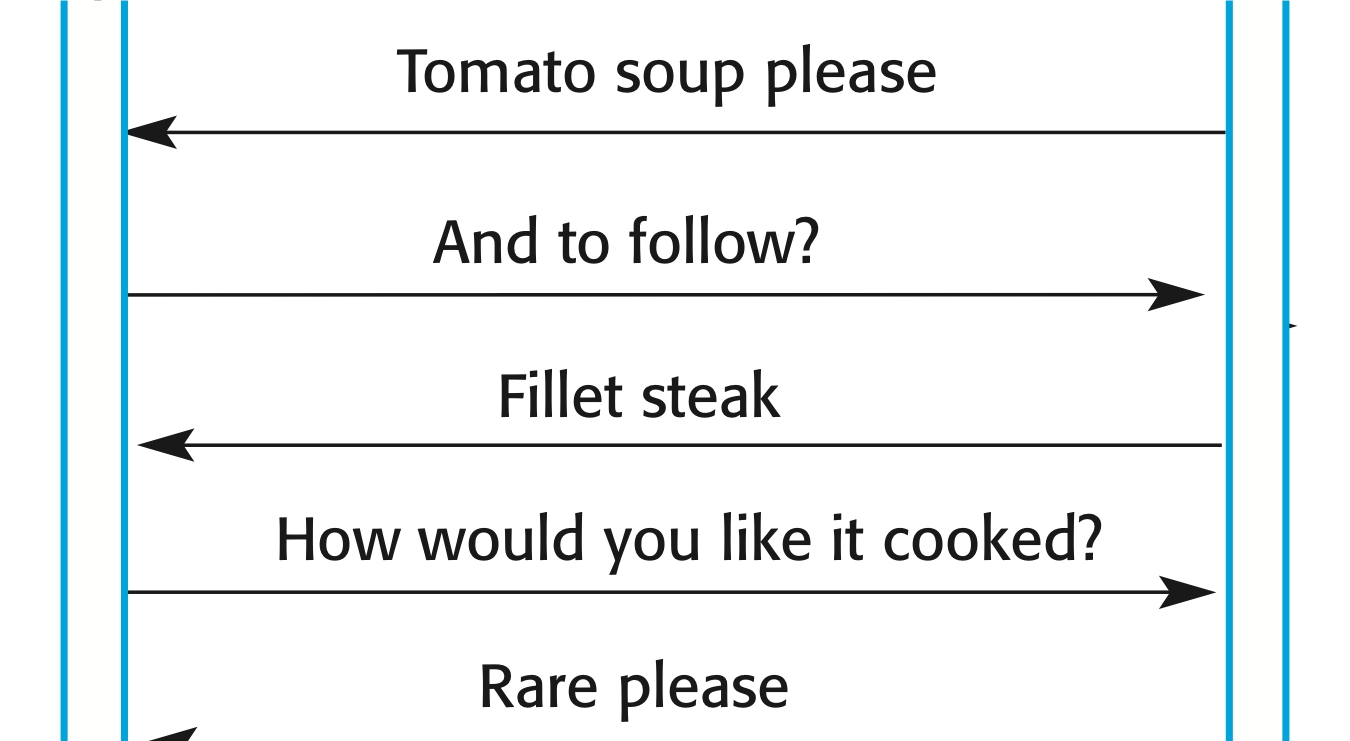 Tomato soup please
And to follow?
Fillet steak
How would you like it cooked?
Rare please